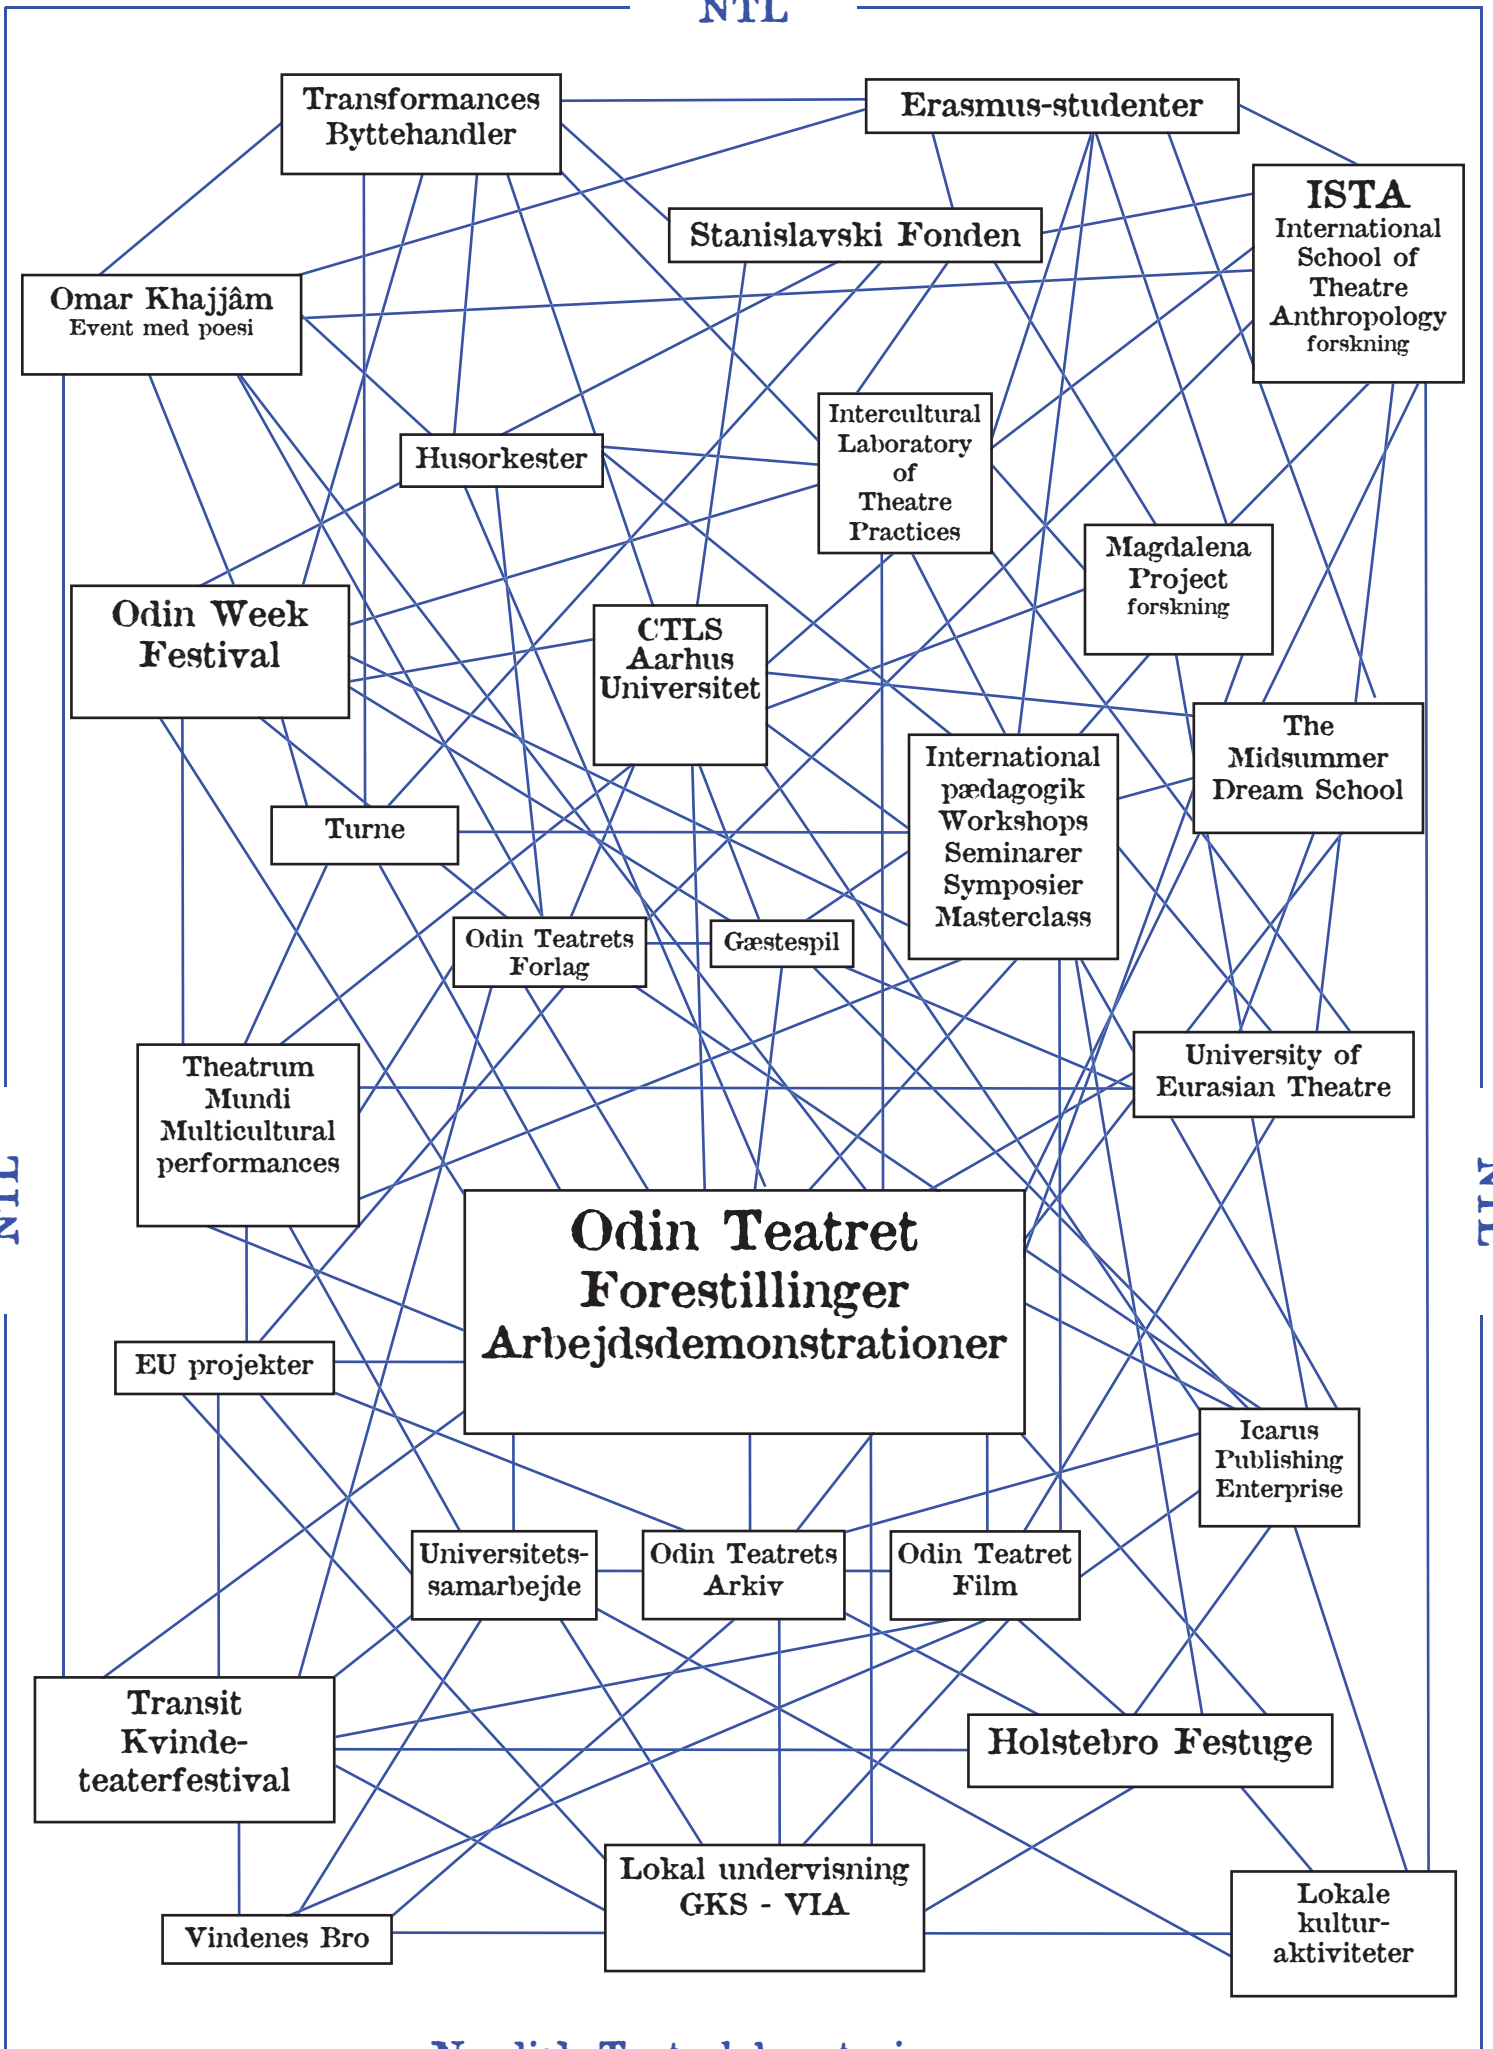 NTL
Transformances
Byttehandler
Erasmus-studenter
ISTA
International
School of
Theatre
Anthropology
forskning
Stanislavski Fonden
Omar Khajjâm
Event med poesi
Intercultural
Laboratory
of
Theatre
Practices
Husorkester
Magdalena
Project
forskning
Odin Week
Festival
CTLS
Aarhus
Universitet
The
Midsummer
Dream School
International
pædagogik
Workshops
Seminarer
Symposier
Masterclass
Turne
Odin Teatrets
Forlag
Gæstespil
University of
Eurasian Theatre
Theatrum
Mundi
Multicultural
performances
NTL
NTL
Odin Teatret
Forestillinger
Arbejdsdemonstrationer
EU projekter
Icarus
Publishing
Enterprise
Universitets-
samarbejde
Odin Teatrets
Arkiv
Odin Teatret
Film
Transit
Kvinde-
teaterfestival
Holstebro Festuge
Lokal undervisning
GKS - VIA
Lokale
kultur-
aktiviteter
Vindenes Bro